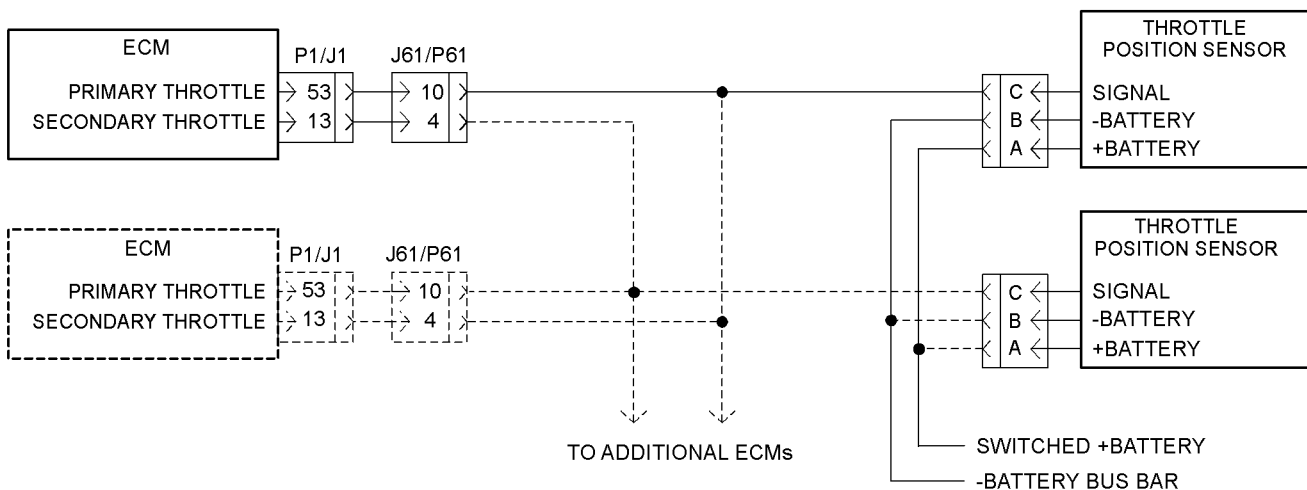 ECM
P1/J1
J61/P61
THROTTLE
POSITION SENSOR
PRIMARY THROTTLE 53 10 C SIGNAL
SECONDARY THROTTLE 13 4 B -BATTERY
A +BATTERY
ECM
P1/J1
J61/P61
THROTTLE
POSITION SENSOR
PRIMARY THROTTLE 53 10 C SIGNAL
SECONDARY THROTTLE 13 4 B -BATTERY
A +BATTERY
TO ADDITIONAL ECMs
SWITCHED +BATTERY
-BATTERY BUS BAR